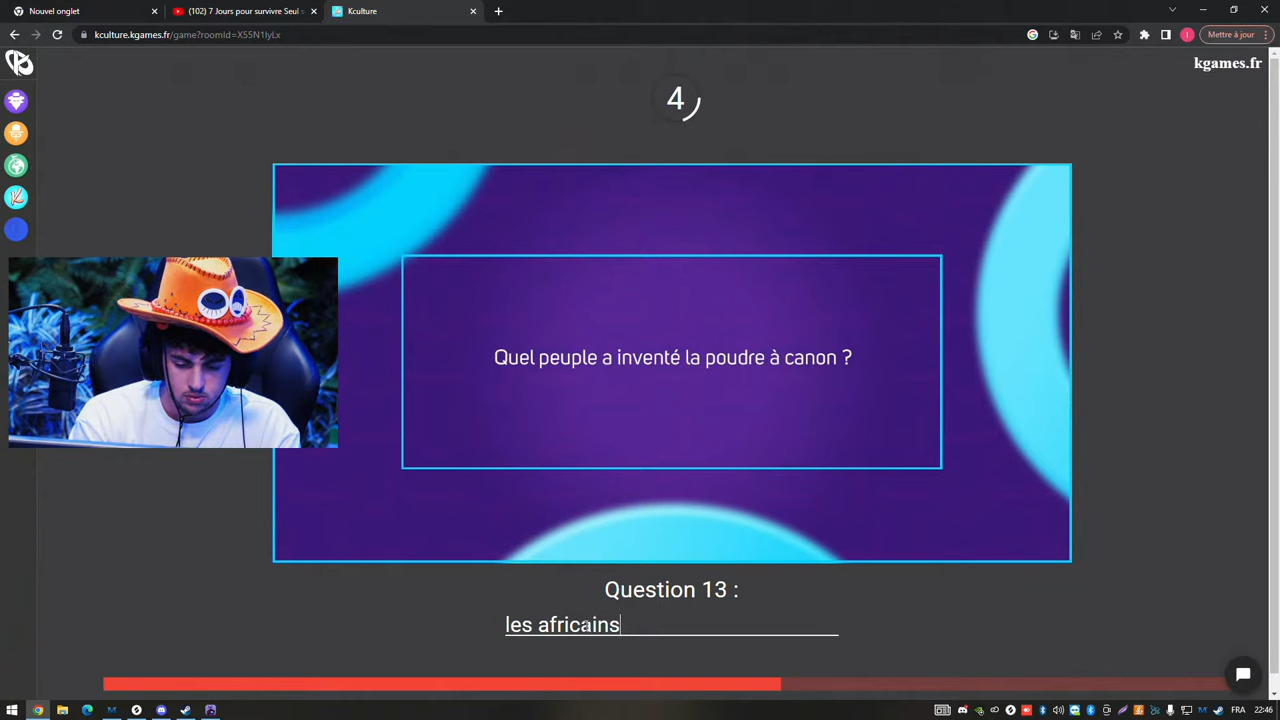 Nouvel onglet
(102) 7 Jours pour survivre Seul s
Kculture
kculture.kgames.fr/game?roomId=X55N1IyLx
Mettre à jour
kgames.fr
4
Quel peuple a inventé la poudre à canon ?
Question 13 :
les africains
FRA
22:46